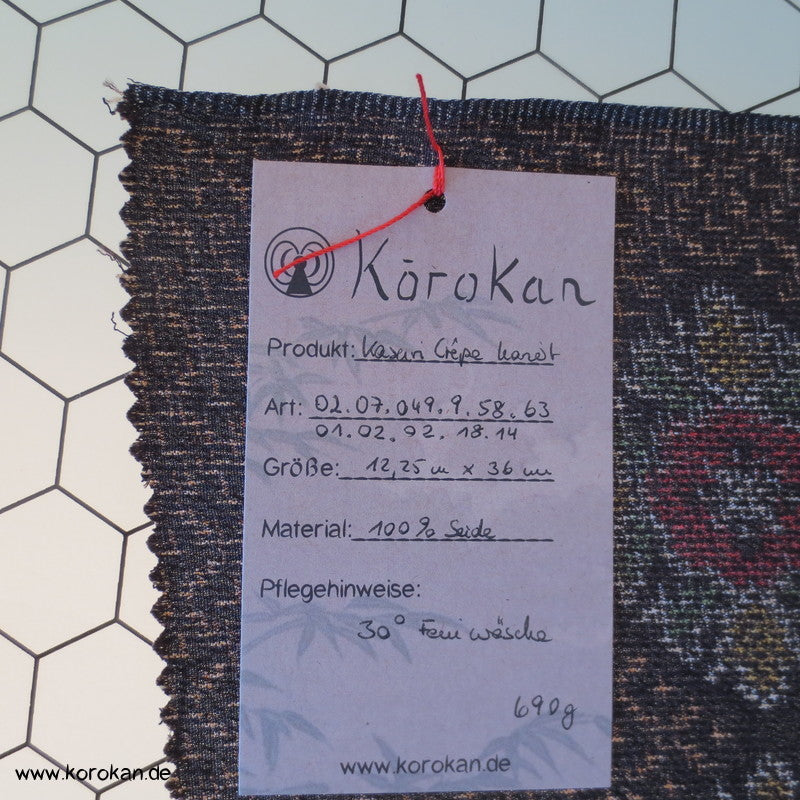 Kōrokan
Produkt: Kasuri Crêpe
Art: 02.07.049.9.58.63
01.02.92.18.14
Größe: 12,25 m x 36 cm
Material: 100% Seide
Pflegehinweise:
30° Feinwäsche
690g
www.korokan.de
www.korokan.de